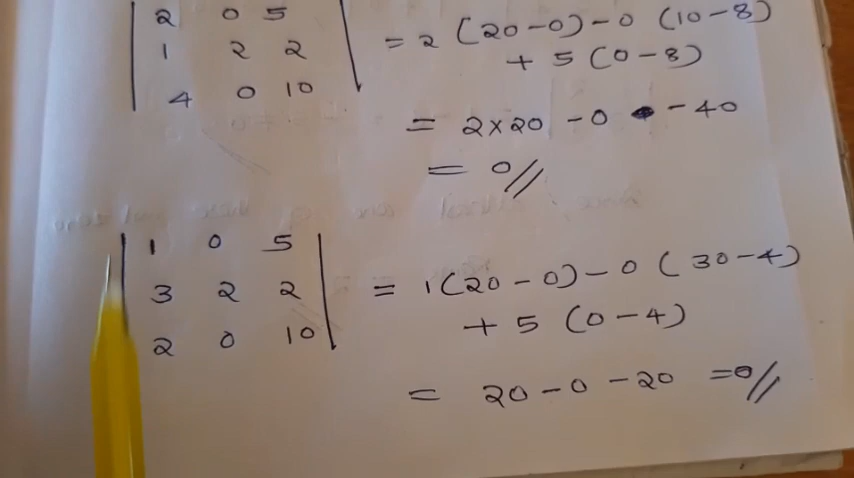 2 0 5 = 2 (20-0) - 0 (10-8)
1 2 2 + 5 (0-8)
4 0 10
= 2×20 - 0 - 40
= 0//
1 0 5
3 2 2 = 1(20-0) - 0 (30-4)
+ 5 (0-4)
2 0 10
= 20 - 0 - 20 = 0//